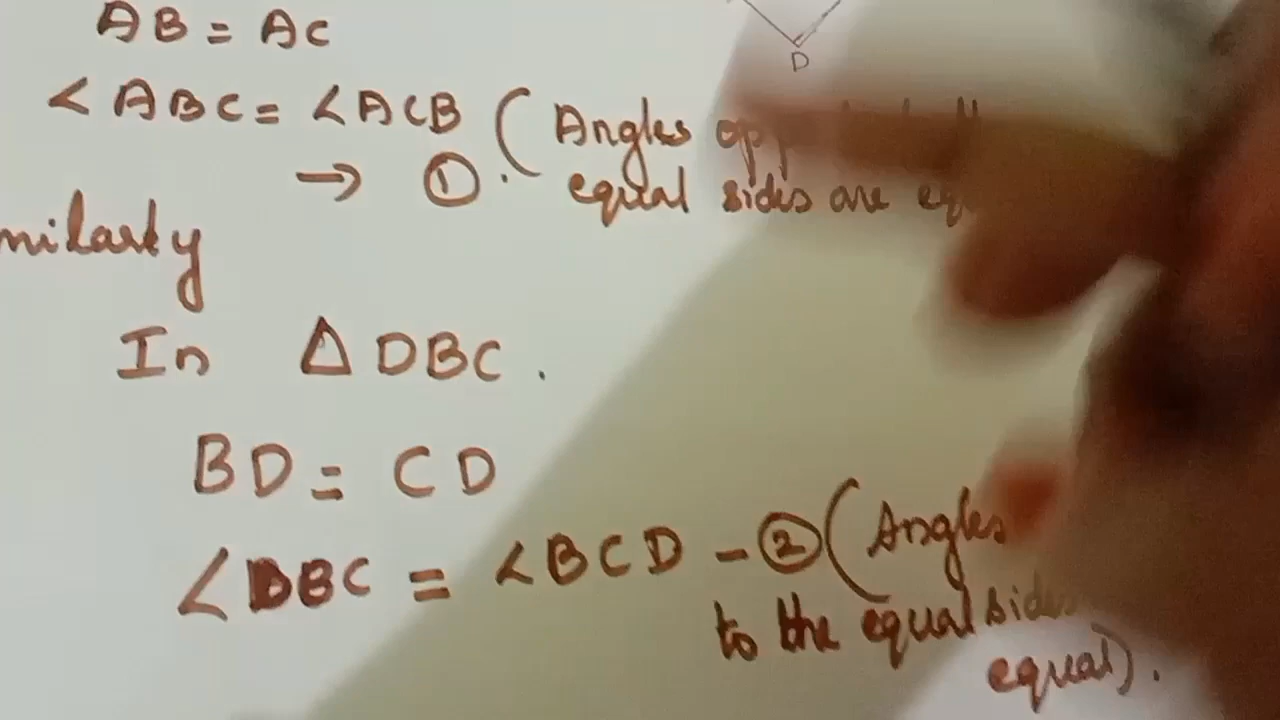 D
AB = AC
∠ABC = ∠ACB (Angles
→ ①. equal sides are
In △DBC.
BD = CD
∠DBC = ∠BCD - ② (Angles
to the equal sides
equal).